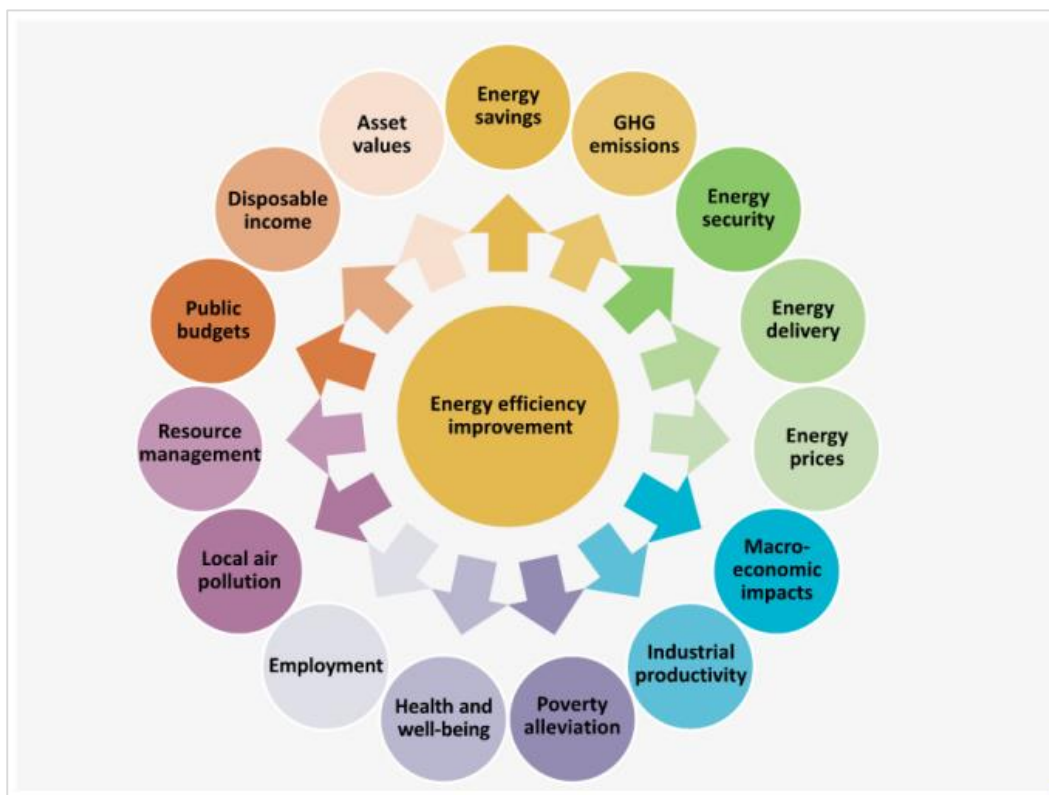 Energy
savings
GHG
emissions
Energy
security
Energy
delivery
Energy
prices
Macro-
economic
impacts
Industrial
productivity
Poverty
alleviation
Health and
well-being
Employment
Local air
pollution
Resource
management
Public
budgets
Disposable
income
Asset
values
Energy efficiency
improvement